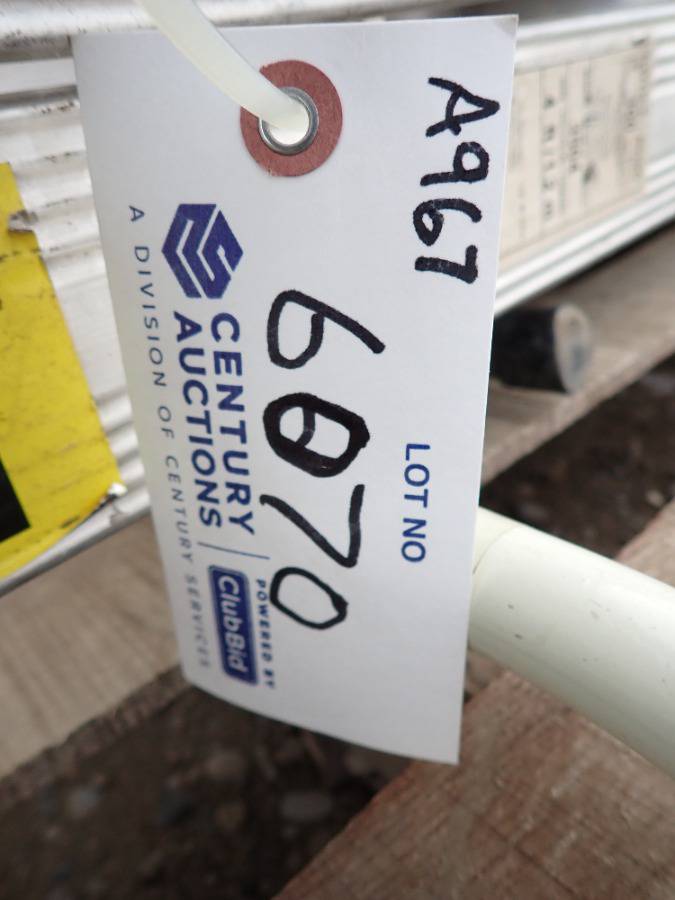 A967
LOT NO
6070
CENTURY
AUCTIONS
POWERED BY
ClubBid
A DIVISION OF CENTURY SERVICES